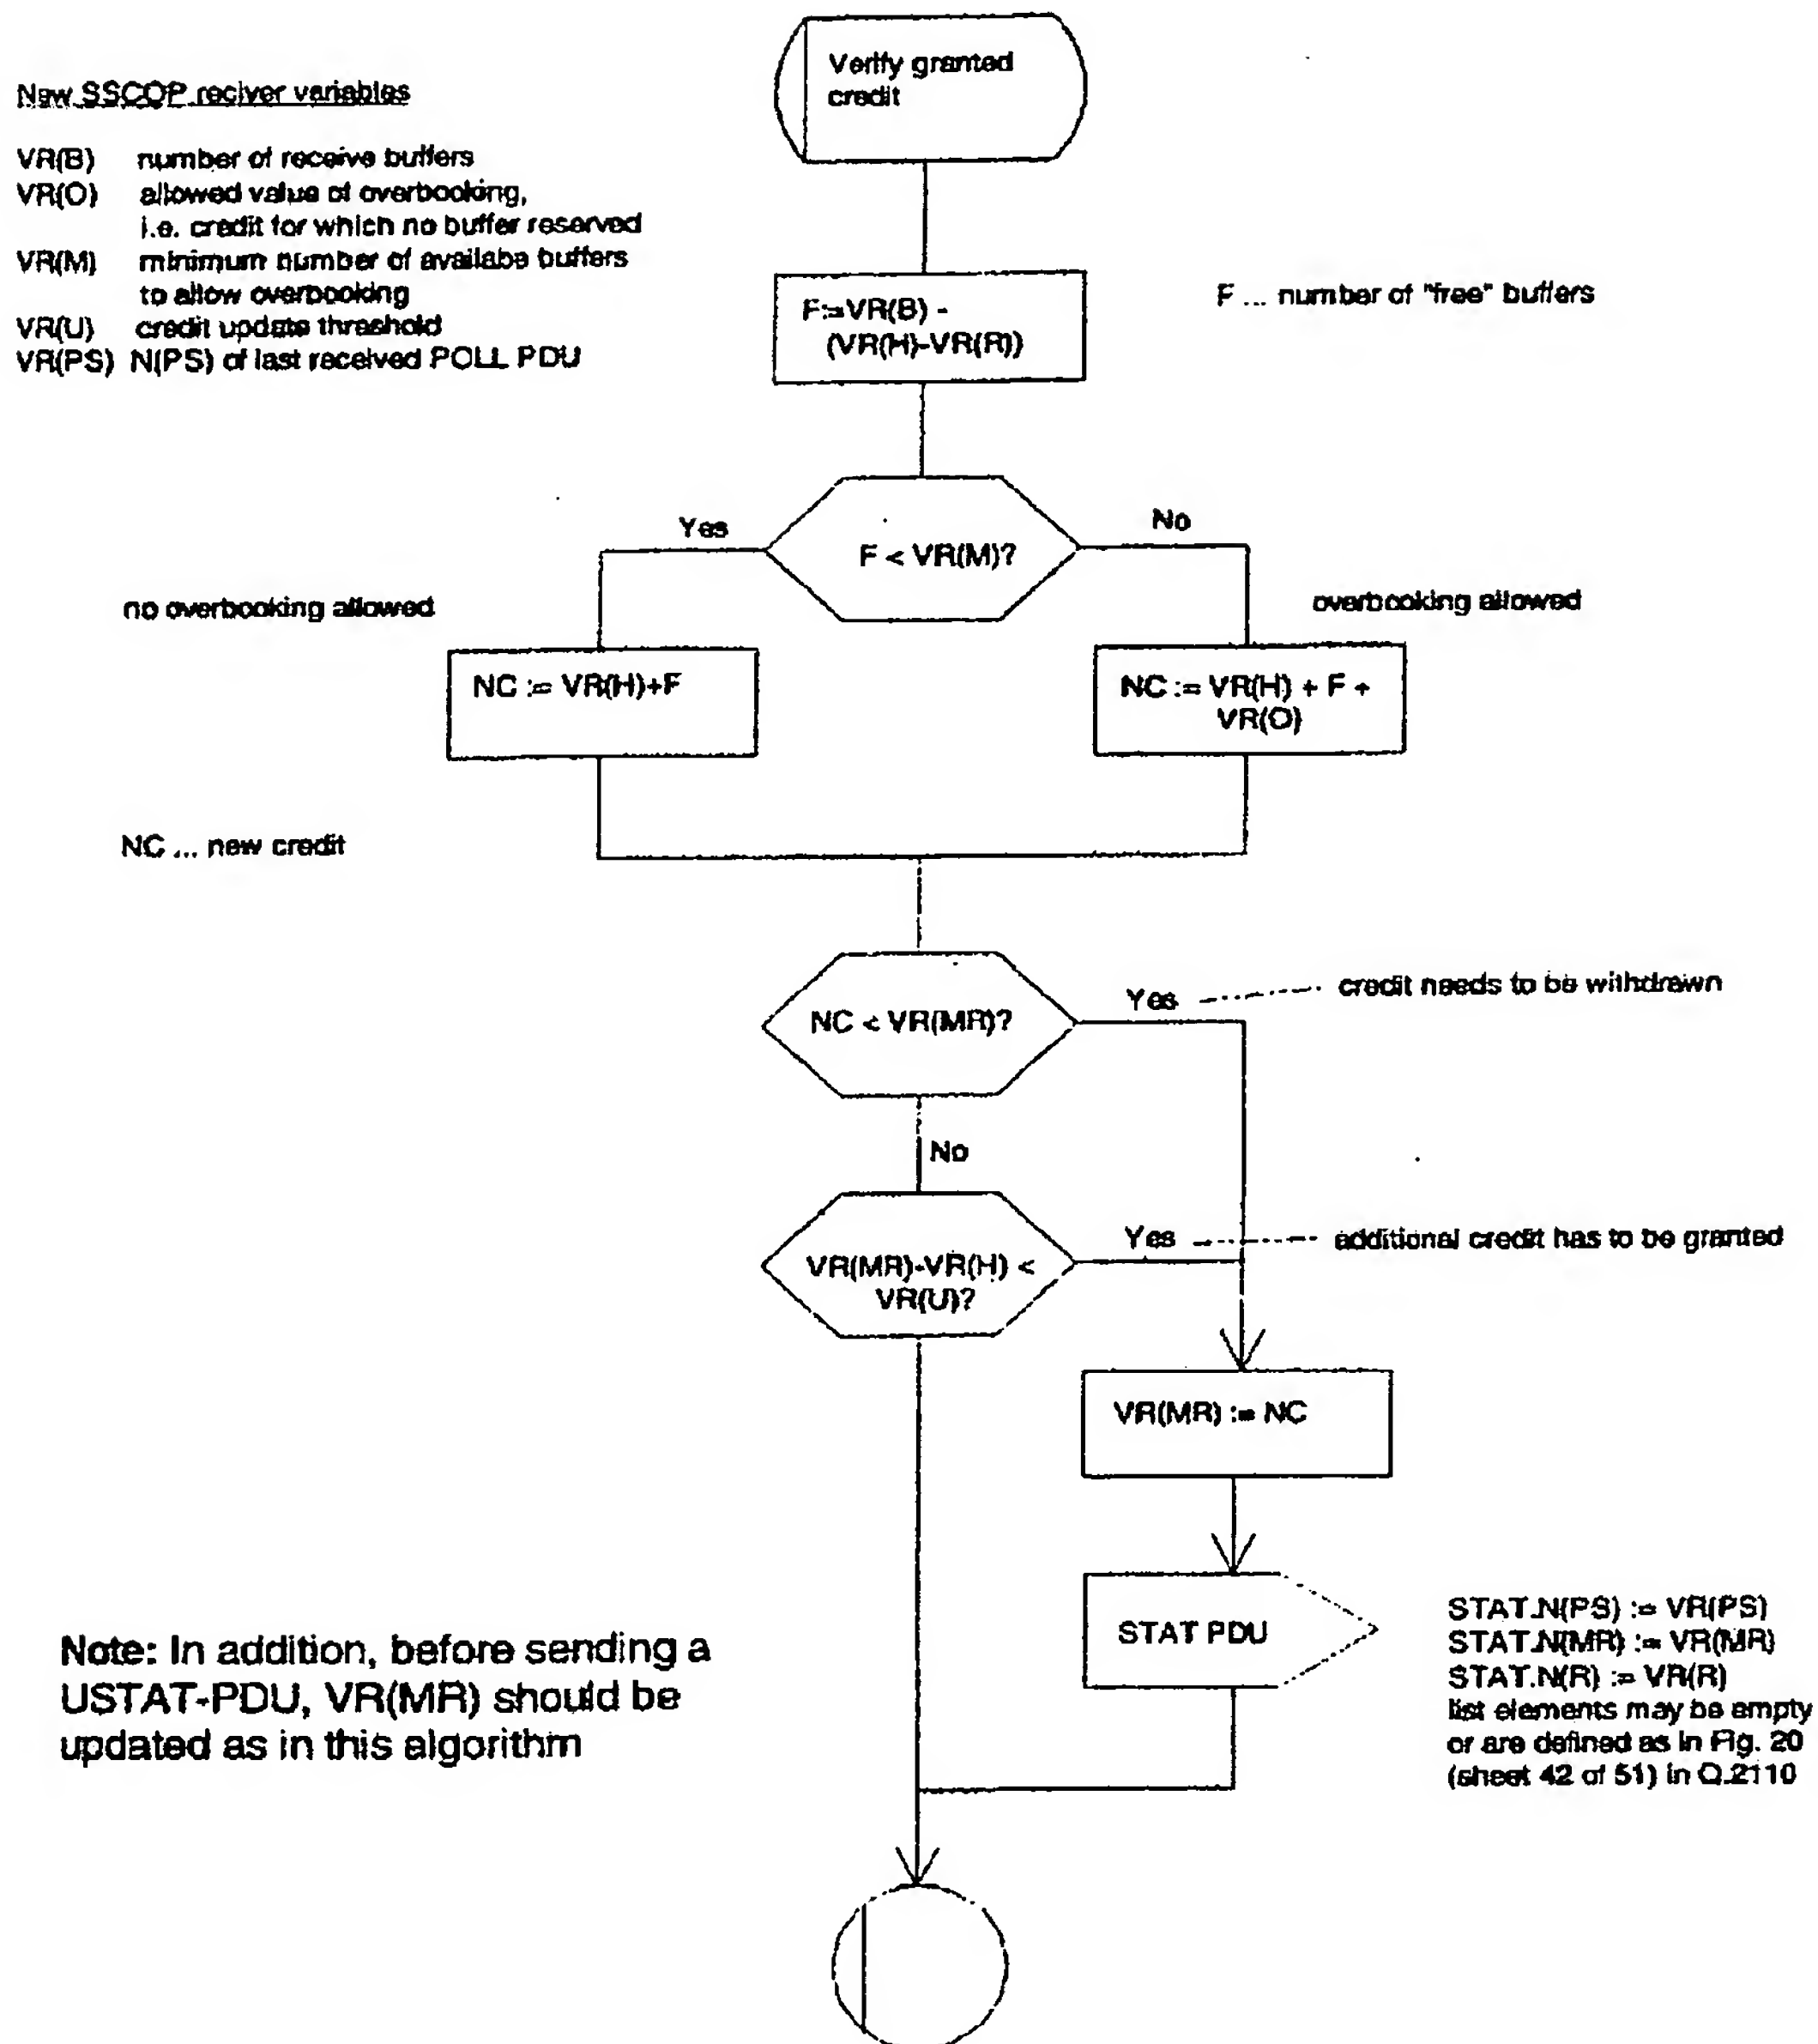 New SSCOP reciver variables
VR(B) number of receive buffers
VR(O) allowed value of overbooking,
i.e. credit for which no buffer reserved
VR(M) minimum number of availabe buffers
to allow overbooking
VR(U) credit update threshold
VR(PS) N(PS) of last received POLL PDU
Verify granted
credit
F:=VR(B) -
(VR(H)-VR(R))
F ... number of "free" buffers
Yes
F < VR(M)?
No
no overbooking allowed
overbooking allowed
NC := VR(H)+F
NC := VR(H) + F +
VR(O)
NC ... new credit
NC < VR(MR)?
Yes
credit needs to be withdrawn
No
VR(MR)-VR(H) <
VR(U)?
Yes
additional credit has to be granted
VR(MR) := NC
STAT PDU
STAT.N(PS) := VR(PS)
STAT.N(MR) := VR(MR)
STAT.N(R) := VR(R)
list elements may be empty
or are defined as in Fig. 20
(sheet 42 of 51) in Q.2110
Note: In addition, before sending a
USTAT-PDU, VR(MR) should be
updated as in this algorithm